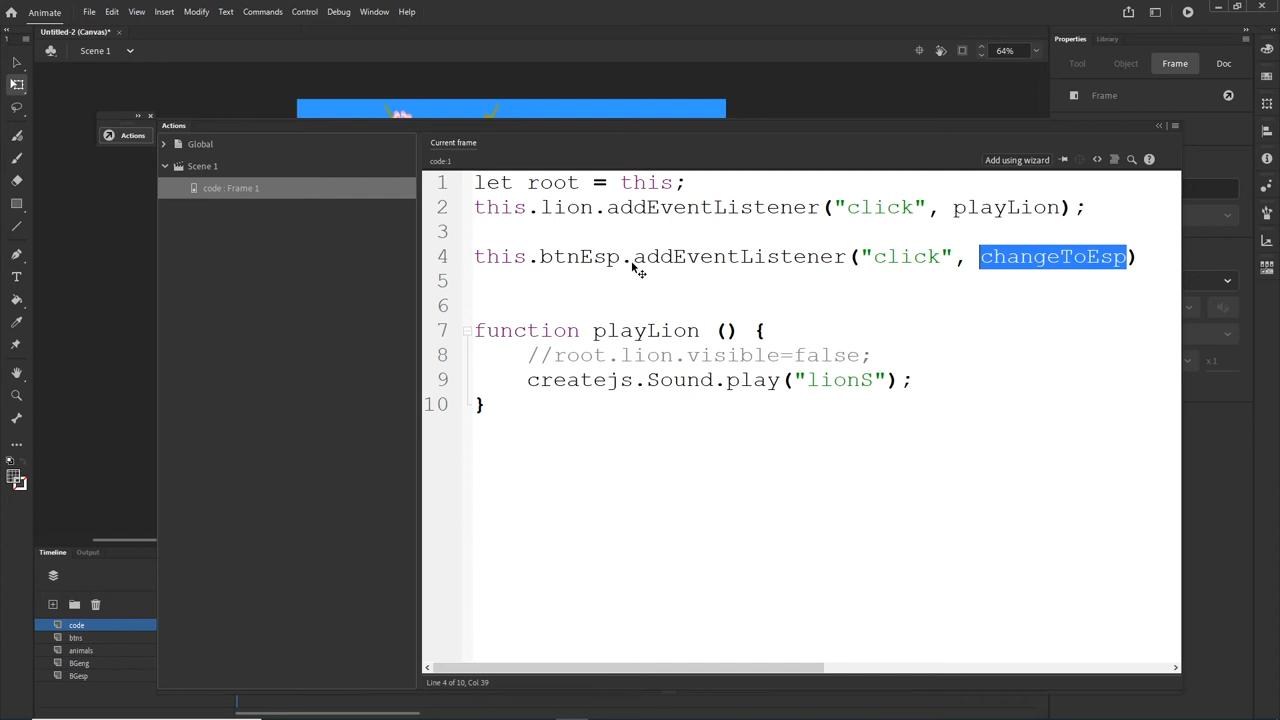 Animate File Edit View Insert Modify Text Commands Control Debug Window Help
Untitled-2 (Canvas)* ×
Scene 1 64%
Properties Library
Tool Object Frame Doc
Frame
Actions
Actions
Global
Scene 1
code : Frame 1
Current frame
code:1
Add using wizard
1 let root = this;
2 this.lion.addEventListener("click", playLion);
3
4 this.btnEsp.addEventListener("click", changeToEsp)
5
6
7 function playLion () {
8 //root.lion.visible=false;
9 createjs.Sound.play("lionS");
10 }
Line 4 of 10, Col 39
x 1
Timeline Output
code
btns
animals
BGeng
BGesp